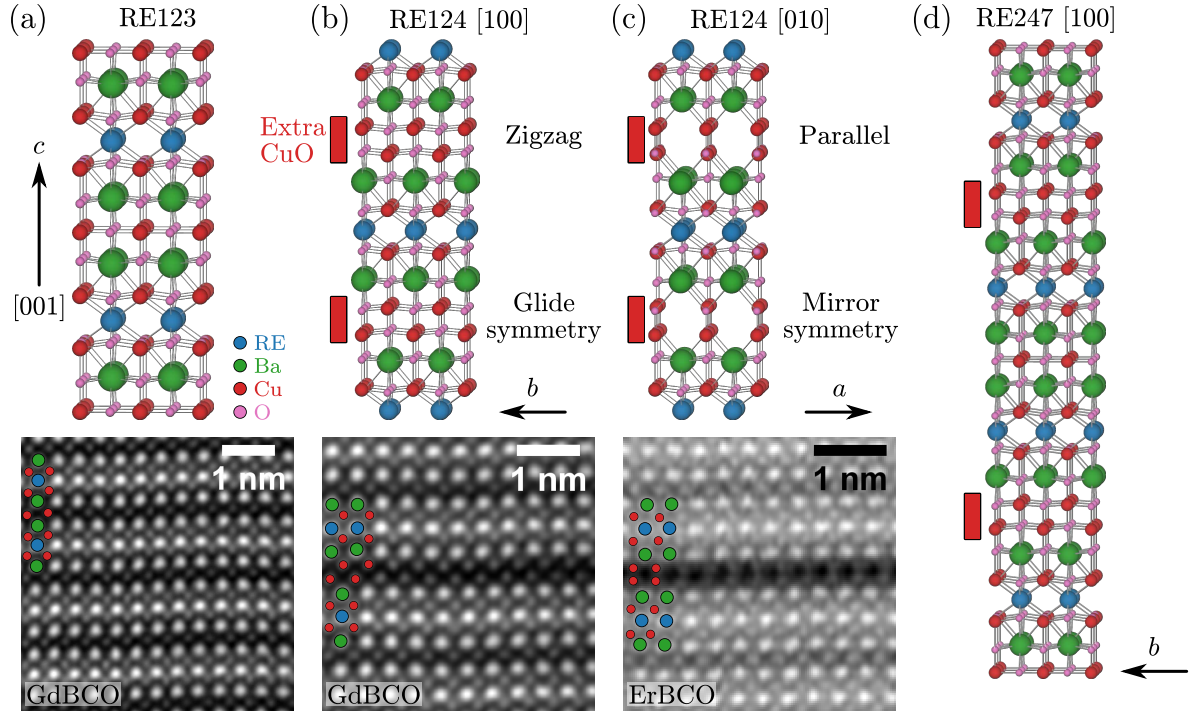 (a) RE123
(b) RE124 [100]
(c) RE124 [010]
(d) RE247 [100]
c
[001]
RE
Ba
Cu
O
Extra
CuO
Zigzag
Glide
symmetry
b
Parallel
Mirror
symmetry
a
b
1 nm
GdBCO
1 nm
GdBCO
1 nm
ErBCO